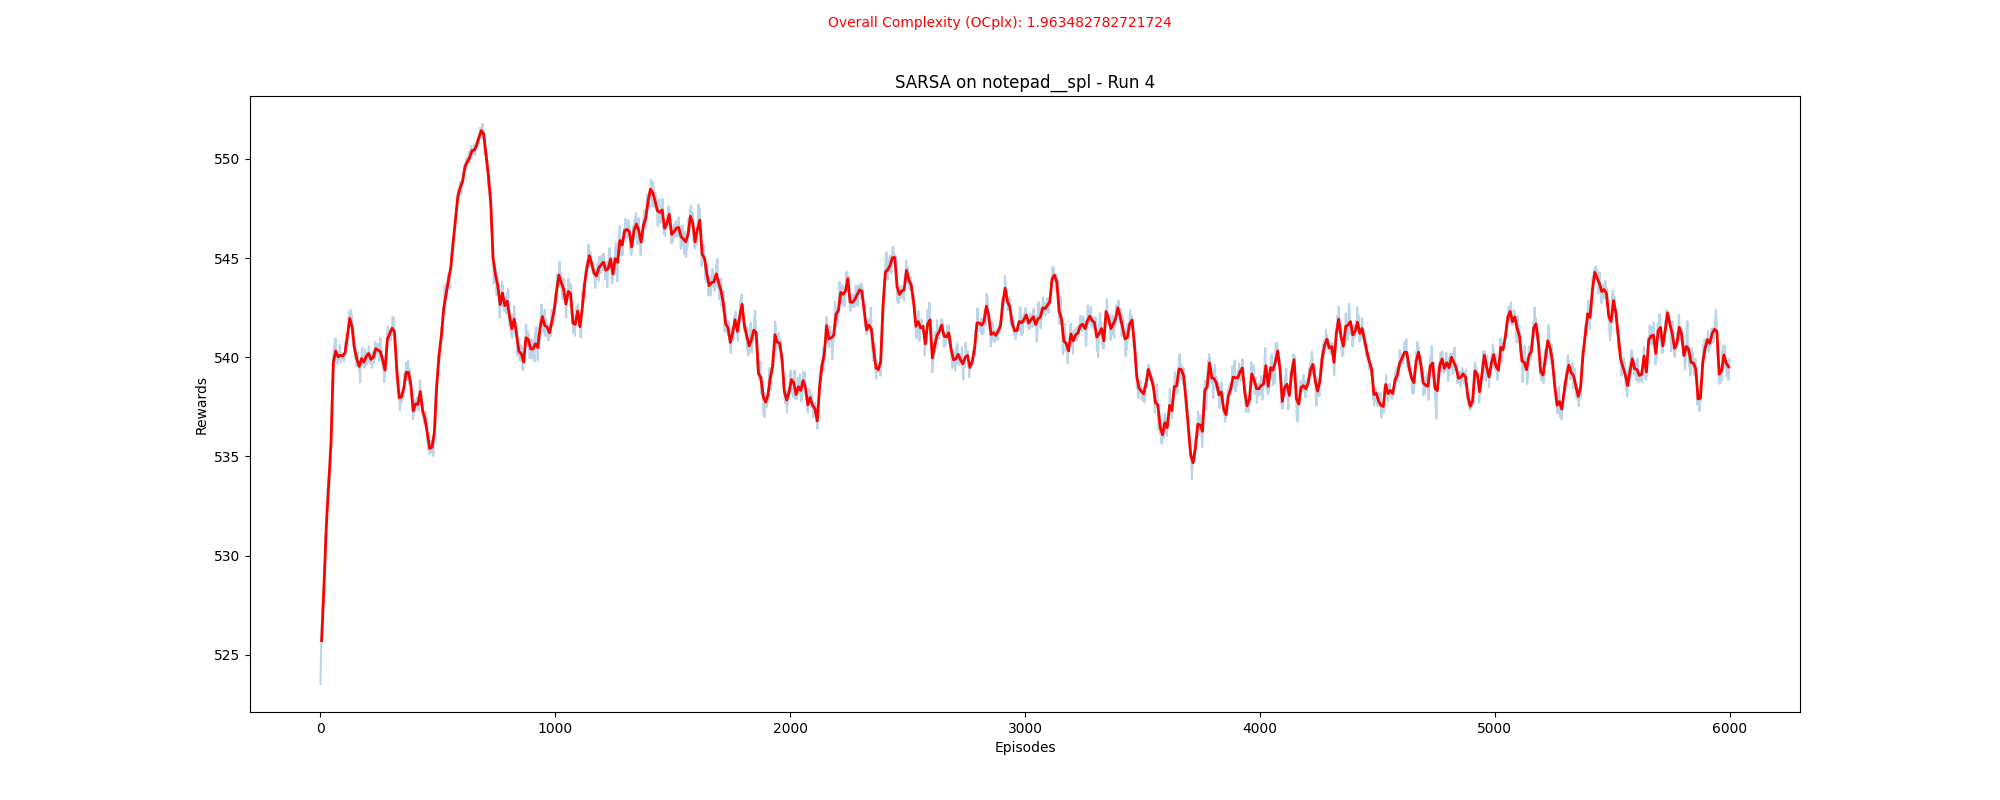 Overall Complexity (OCplx): 1.963482782721724
SARSA on notepad__spl - Run 4
550
545
540
535
530
525
Rewards
0 1000 2000 3000 4000 5000 6000
Episodes